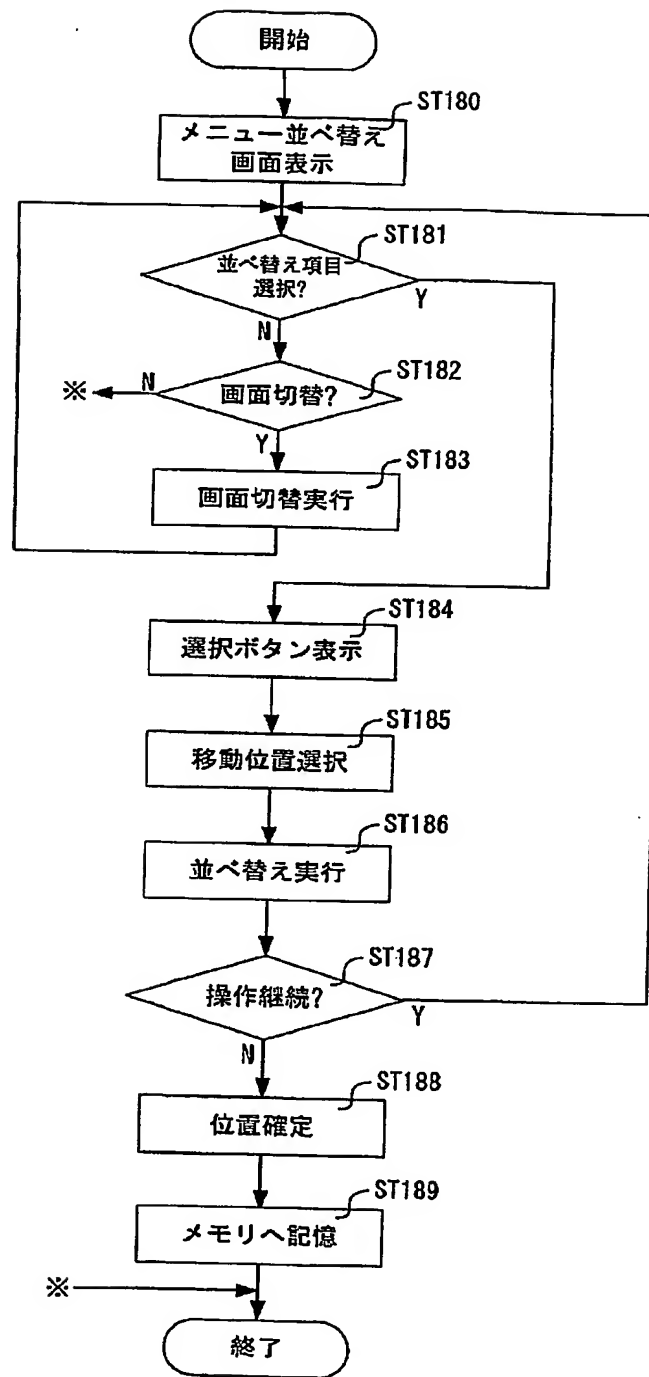 開始
ST180
メニュー並べ替え
画面表示
ST181
並べ替え項目
選択?
Y
N
ST182
画面切替?
N
※
Y
ST183
画面切替実行
ST184
選択ボタン表示
ST185
移動位置選択
ST186
並べ替え実行
ST187
操作継続?
Y
N
ST188
位置確定
ST189
メモリへ記憶
※
終了